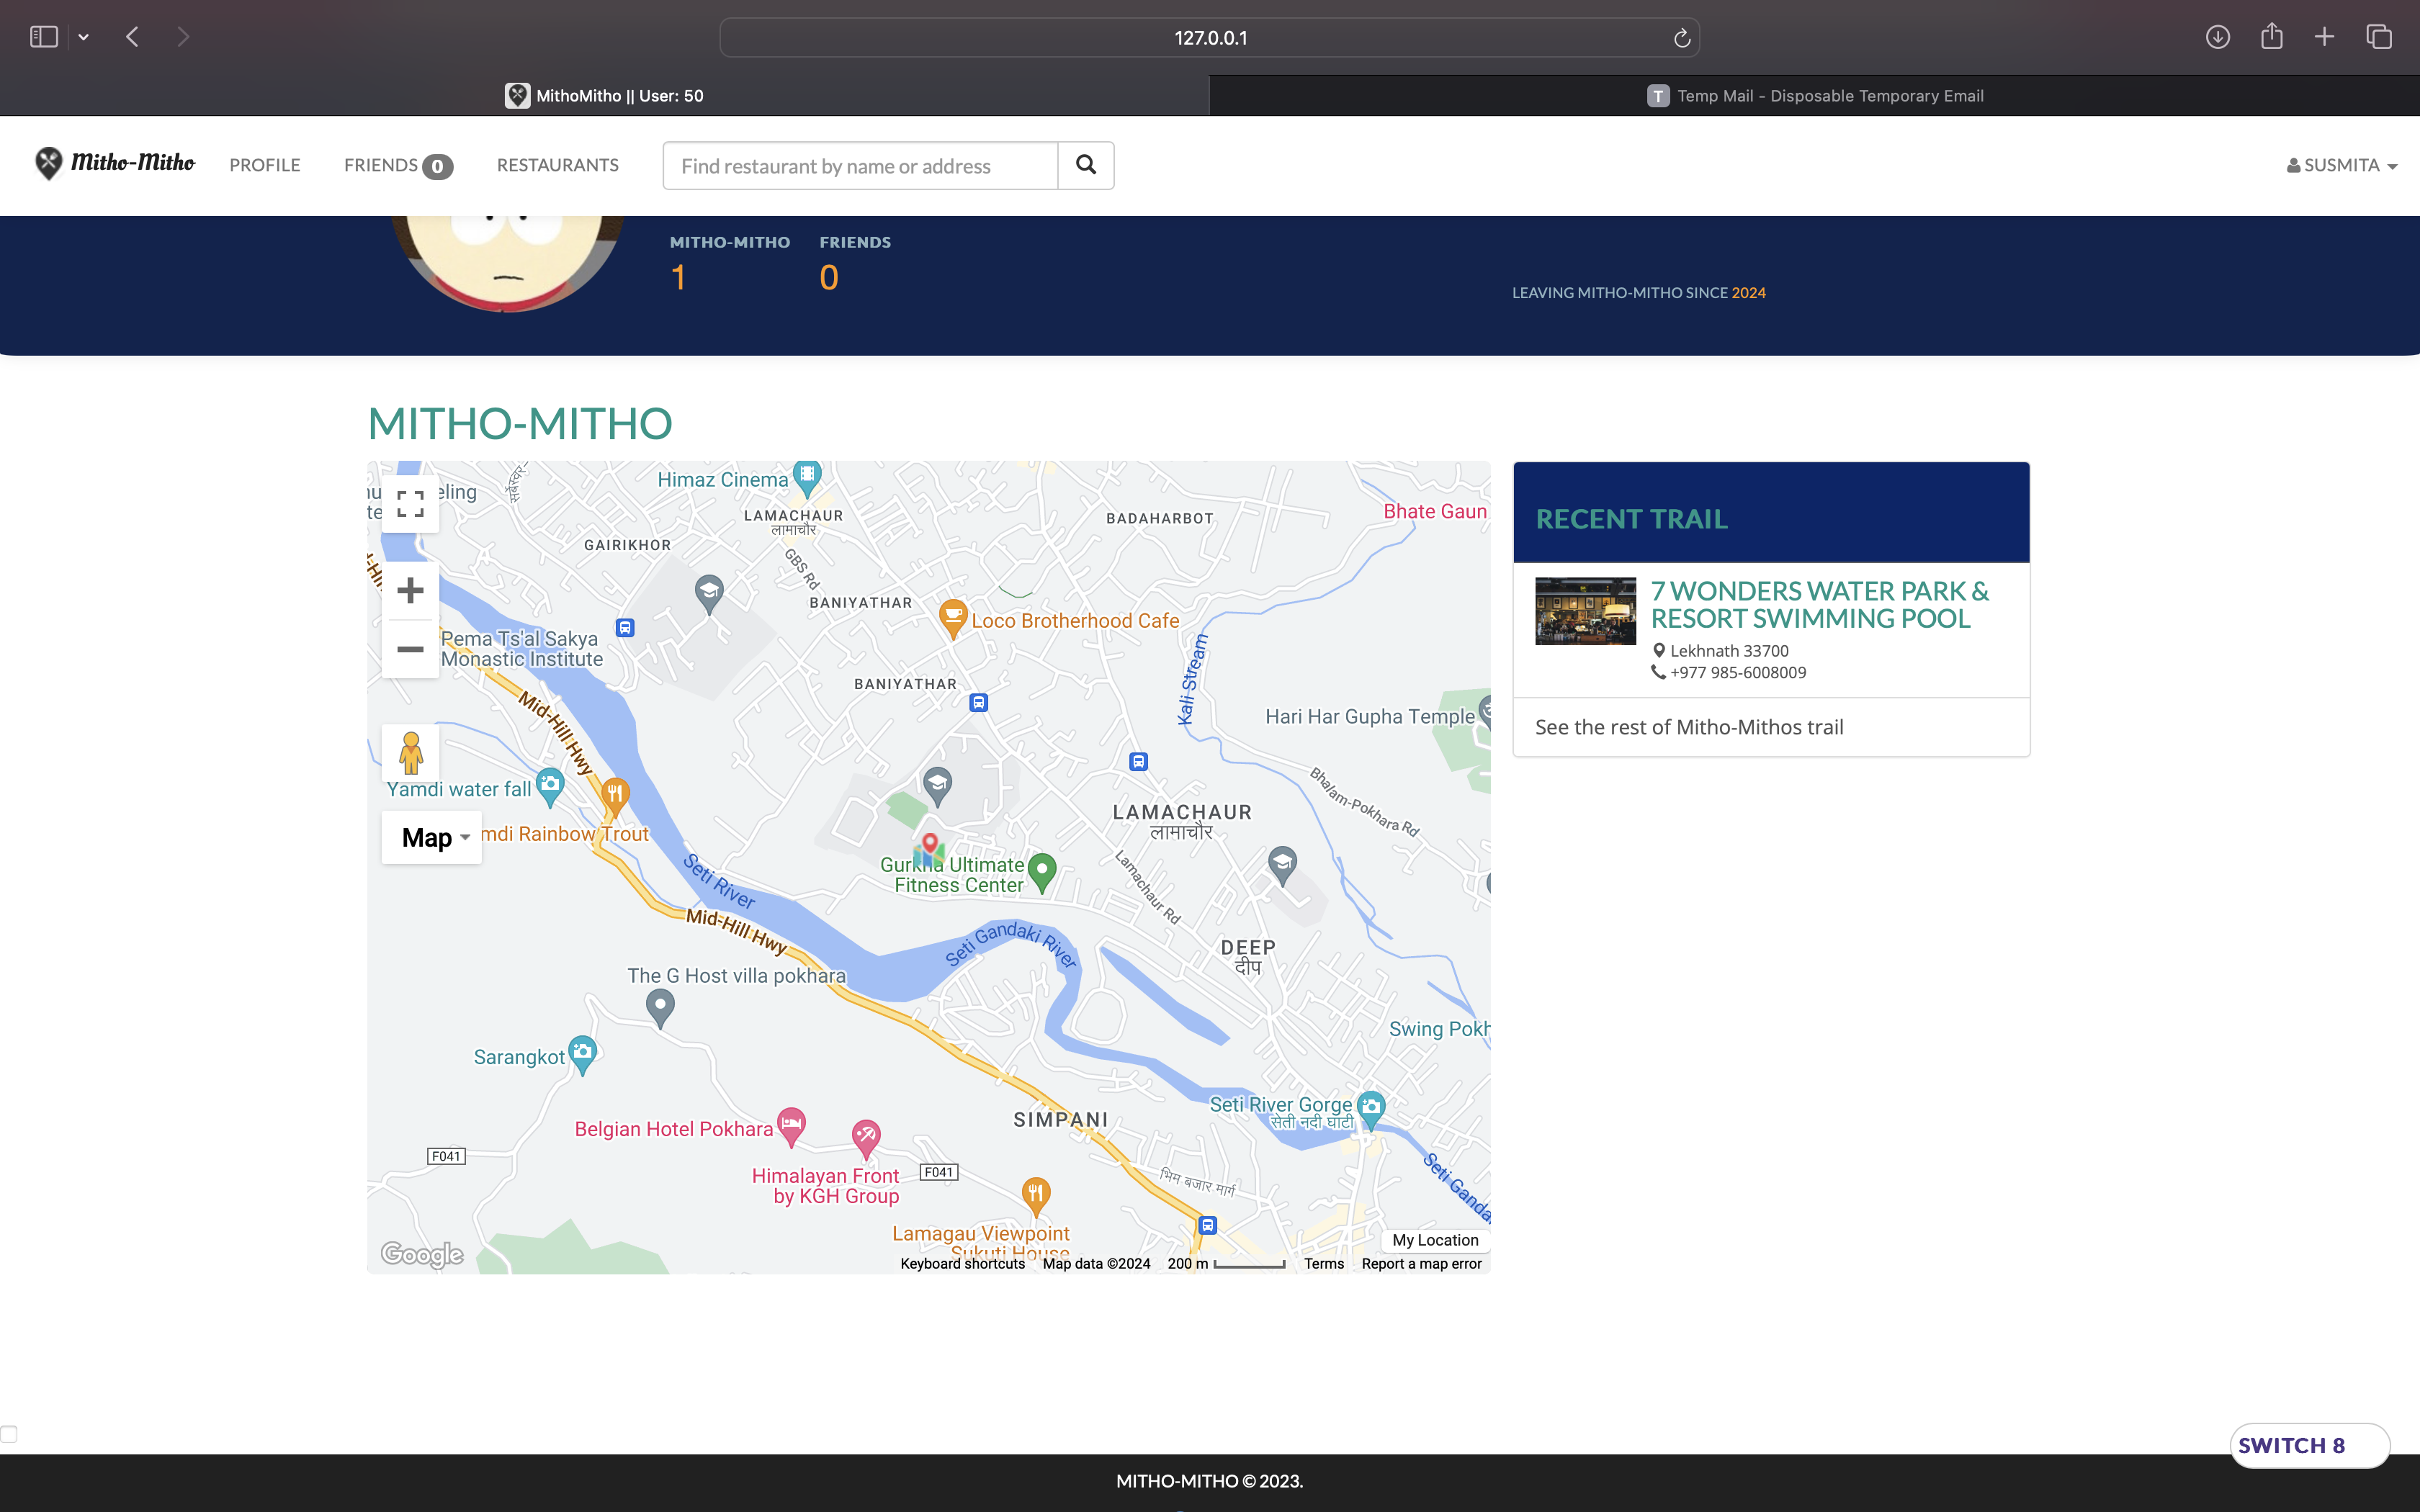 127.0.0.1
MithoMitho || User: 50
T Temp Mail - Disposable Temporary Email
Mitho-Mitho
PROFILE
FRIENDS 0
RESTAURANTS
Find restaurant by name or address
SUSMITA
MITHO-MITHO
1
FRIENDS
0
LEAVING MITHO-MITHO SINCE 2024
MITHO-MITHO
Himaz Cinema
eling
LAMACHAUR
लामाचौर
BADAHARBOT
Bhate Gaun
GAIRIKHOR
GBS Rd
BANIYATHAR
Loco Brotherhood Cafe
Pema Ts'al Sakya
Monastic Institute
Kali Stream
BANIYATHAR
Mid-Hill Hwy
Hari Har Gupha Temple
Yamdi water fall
Bhalam-Pokhara Rd
LAMACHAUR
लामाचौर
Map
mdi Rainbow Trout
Gurkha Ultimate
Fitness Center
Lamachaur Rd
Seti River
Mid-Hill Hwy
Seti Gandaki River
DEEP
दीप
The G Host villa pokhara
Swing Pokh
Sarangkot
Seti River Gorge
सेती नदी घाटी
SIMPANI
Belgian Hotel Pokhara
F041
Himalayan Front
by KGH Group
F041
भिम बजार मार्ग
Seti Ganda
Lamagau Viewpoint
Sukuti House
My Location
Google
Keyboard shortcuts
Map data ©2024
200 m
Terms
Report a map error
RECENT TRAIL
7 WONDERS WATER PARK &
RESORT SWIMMING POOL
Lekhnath 33700
+977 985-6008009
See the rest of Mitho-Mithos trail
SWITCH 8
MITHO-MITHO © 2023.